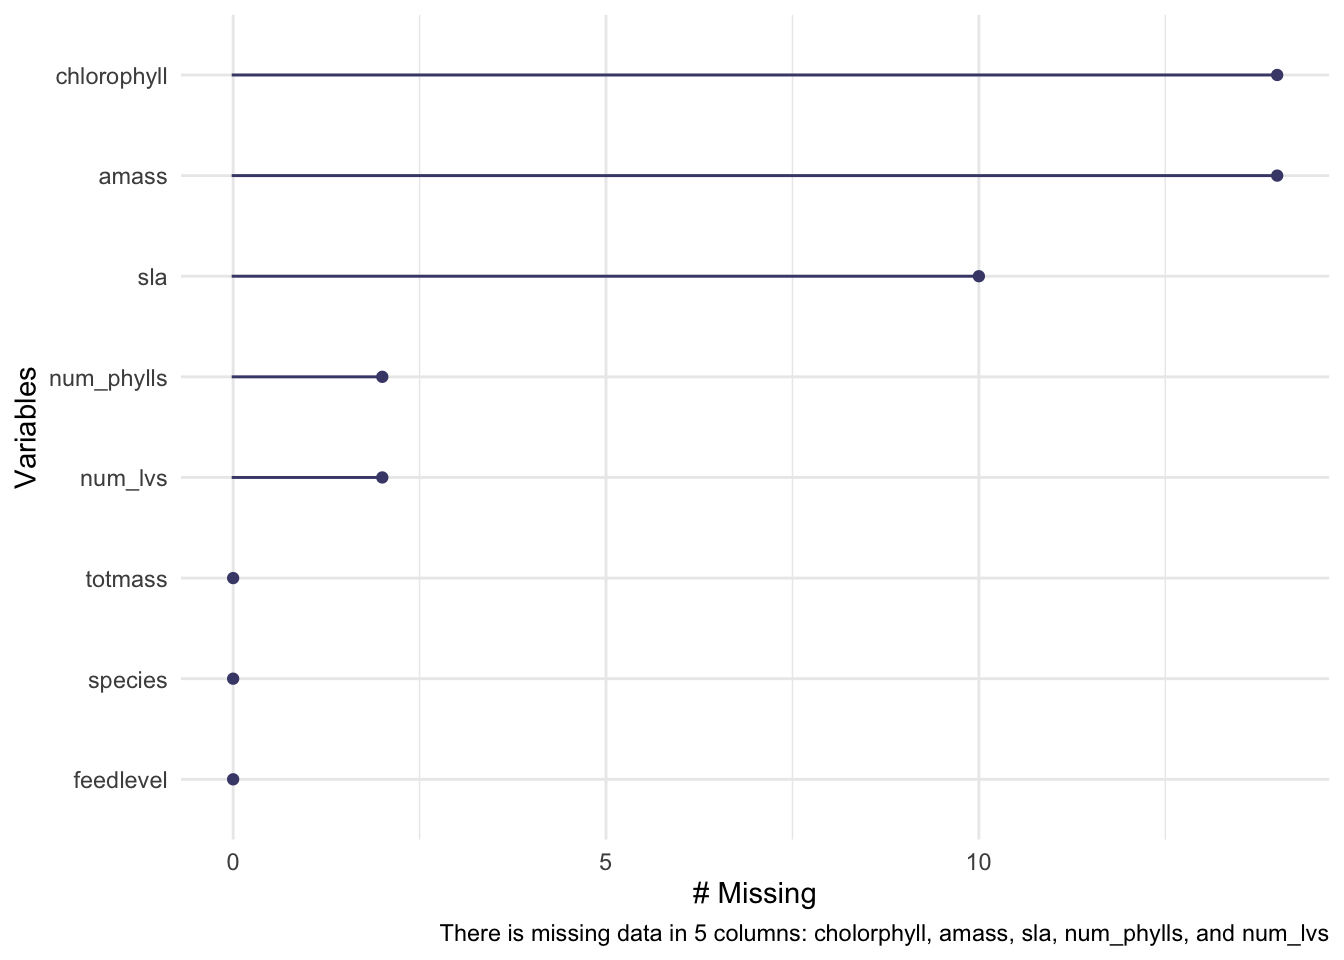 chlorophyll
amass
sla
num_phylls
num_lvs
totmass
species
feedlevel
Variables
0 5 10
# Missing
There is missing data in 5 columns: cholorphyll, amass, sla, num_phylls, and num_lvs